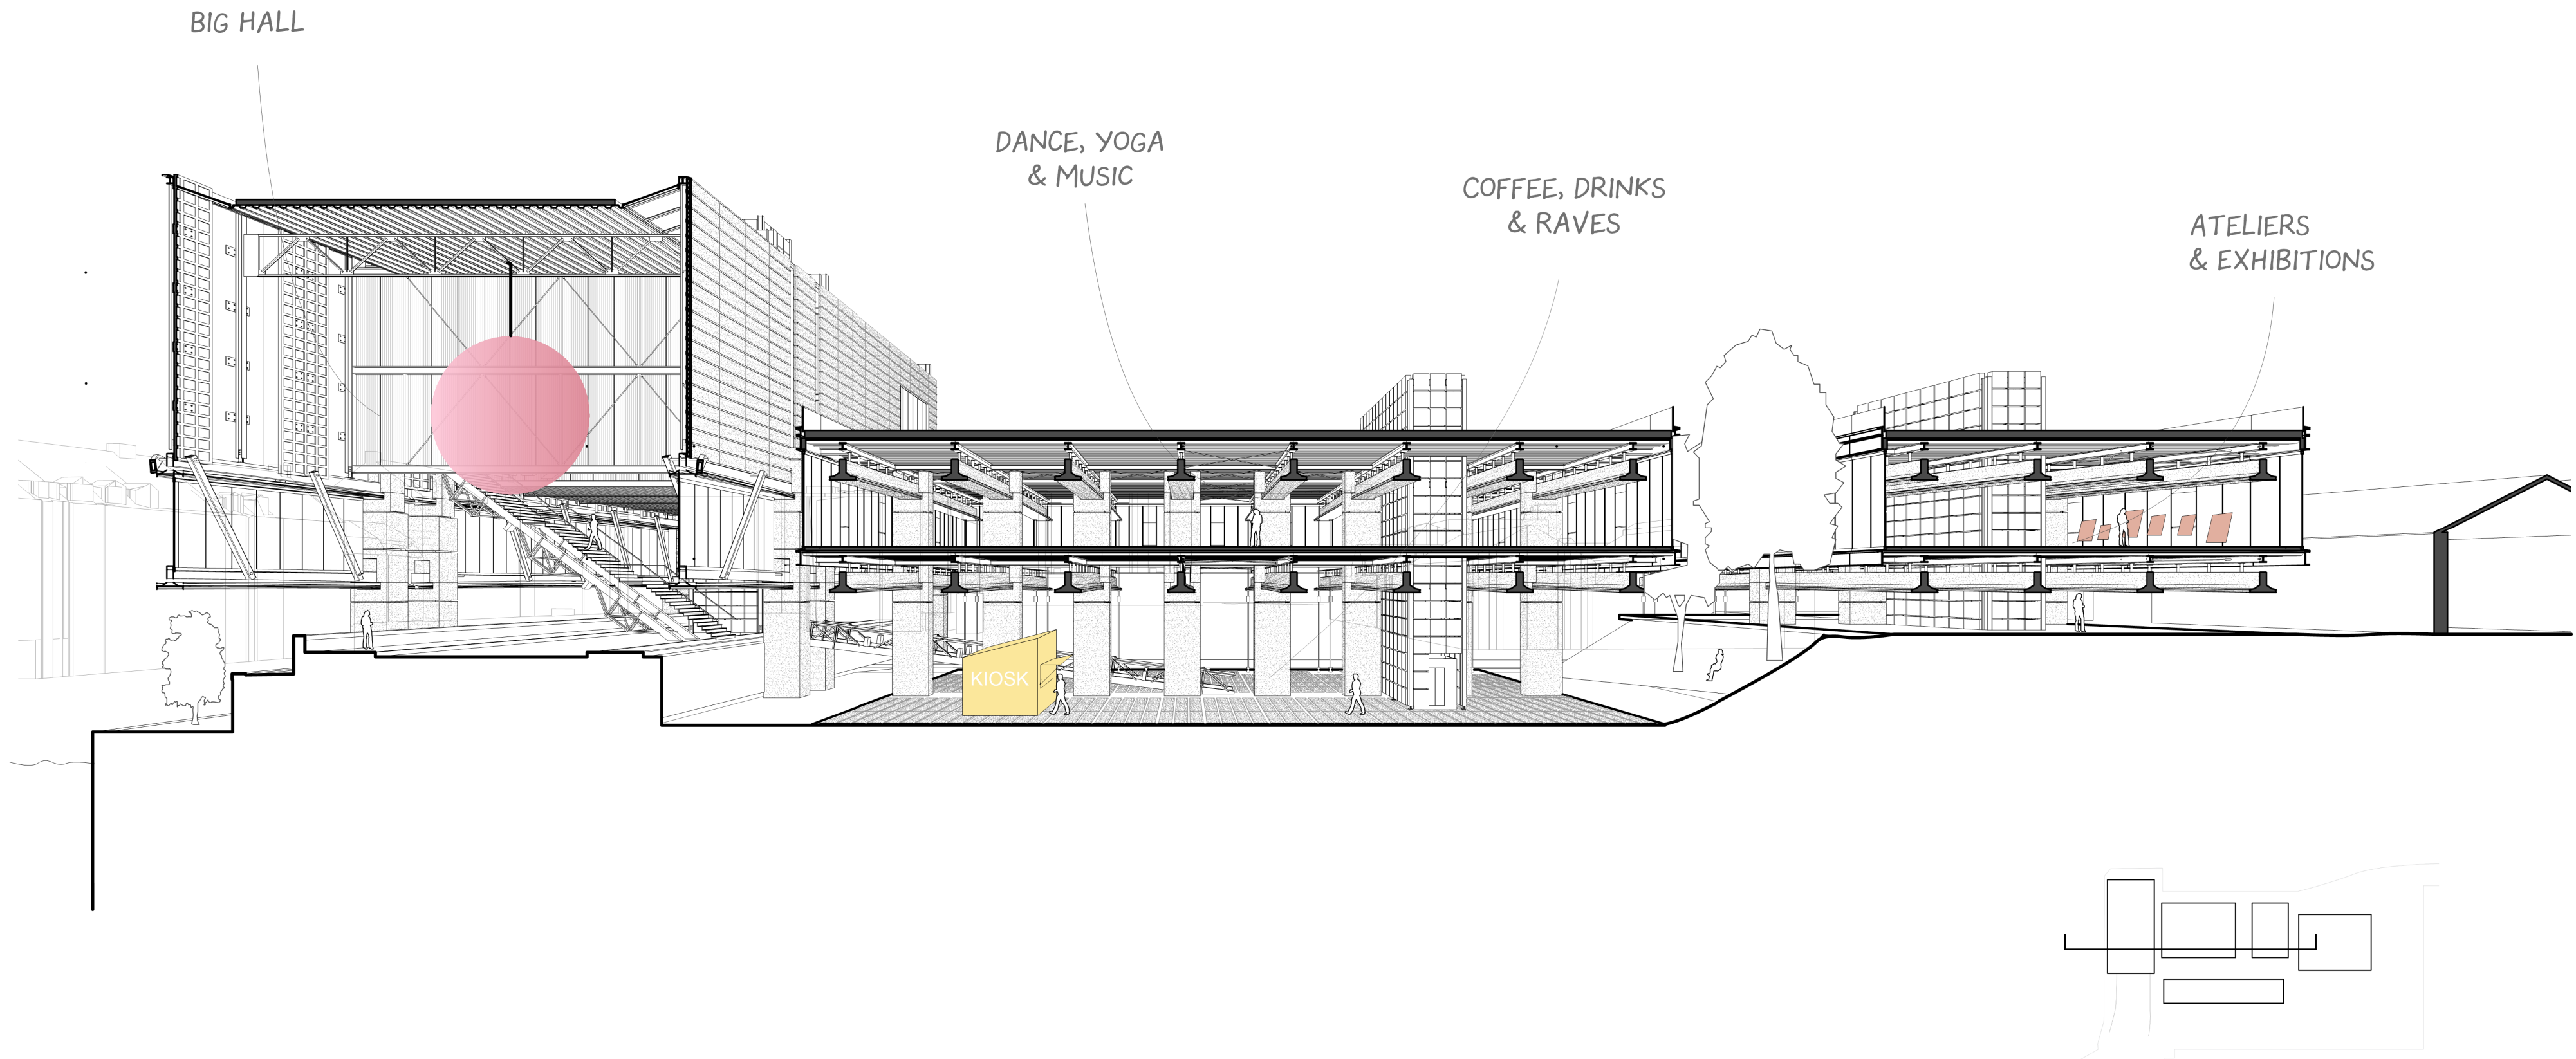 BIG HALL
DANCE, YOGA
& MUSIC
COFFEE, DRINKS
& RAVES
ATELIERS
& EXHIBITIONS
KIOSK